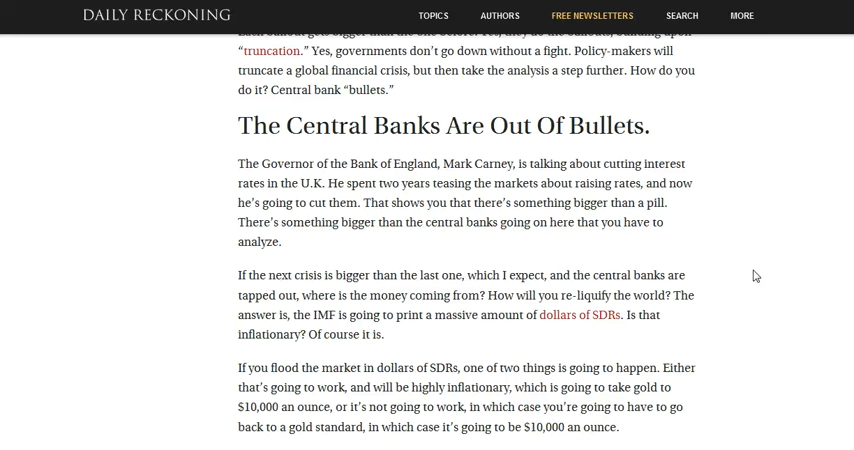 DAILY RECKONING
TOPICS AUTHORS FREE NEWSLETTERS SEARCH MORE
“truncation.” Yes, governments don’t go down without a fight. Policy-makers will
truncate a global financial crisis, but then take the analysis a step further. How do you
do it? Central bank “bullets.”
The Central Banks Are Out Of Bullets.
The Governor of the Bank of England, Mark Carney, is talking about cutting interest
rates in the U.K. He spent two years teasing the markets about raising rates, and now
he’s going to cut them. That shows you that there’s something bigger than a pill.
There’s something bigger than the central banks going on here that you have to
analyze.
If the next crisis is bigger than the last one, which I expect, and the central banks are
tapped out, where is the money coming from? How will you re-liquify the world? The
answer is, the IMF is going to print a massive amount of dollars of SDRs. Is that
inflationary? Of course it is.
If you flood the market in dollars of SDRs, one of two things is going to happen. Either
that’s going to work, and will be highly inflationary, which is going to take gold to
$10,000 an ounce, or it’s not going to work, in which case you’re going to have to go
back to a gold standard, in which case it’s going to be $10,000 an ounce.